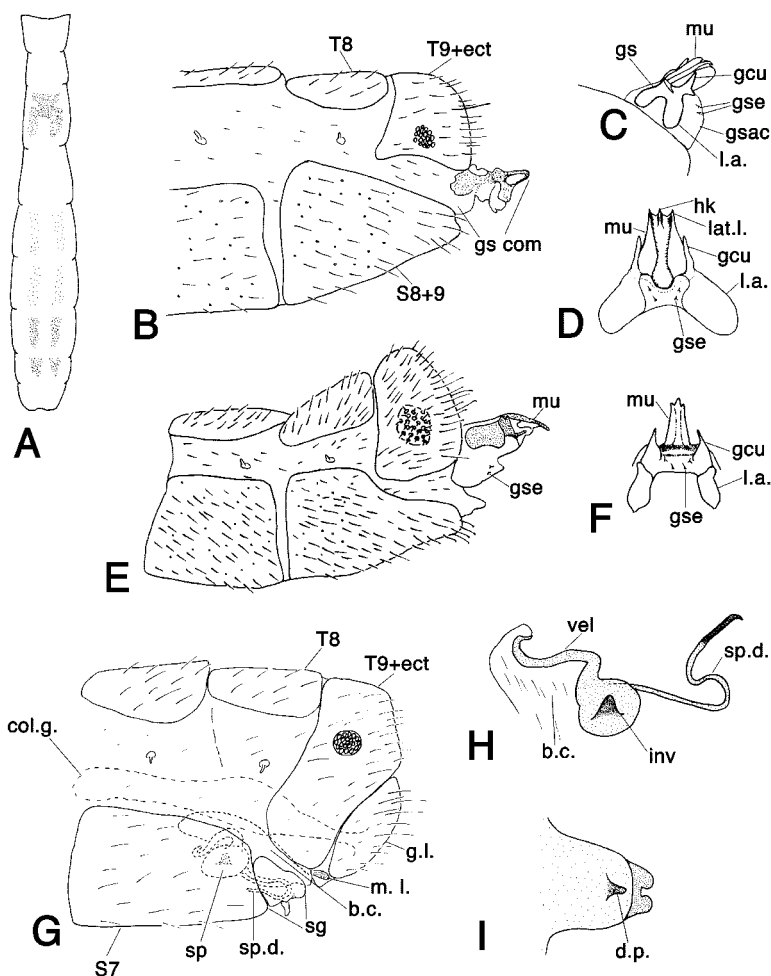 A
T8
T9+ect
gs com
S8+9
B
mu
gs
gcu
gse
gsac
l.a.
C
hk
mu
lat.l.
gcu
l.a.
gse
D
mu
gse
E
mu
gcu
l.a.
gse
F
T8
T9+ect
col.g.
g.l.
m. l.
b.c.
sg
sp.d.
sp
S7
G
vel
sp.d.
b.c.
inv
H
d.p.
I